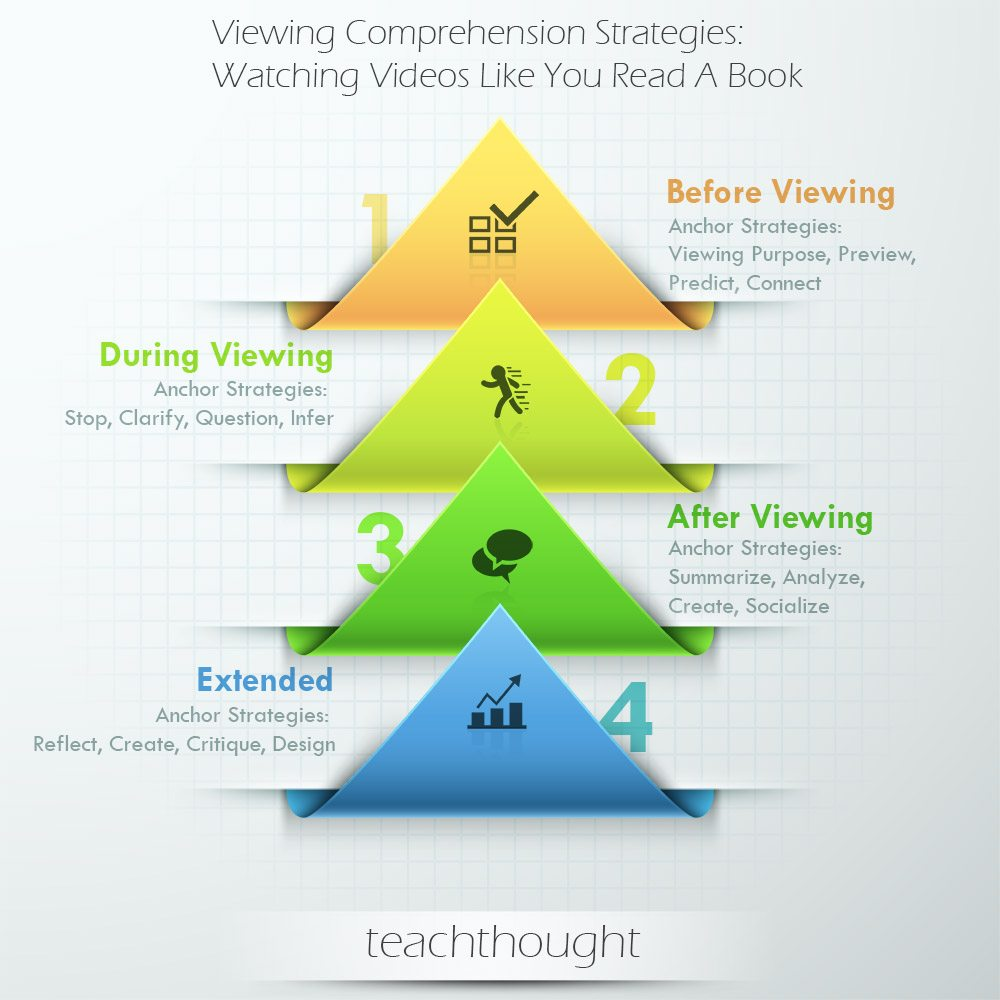 Viewing Comprehension Strategies:
Watching Videos Like You Read A Book
1
Before Viewing
Anchor Strategies:
Viewing Purpose, Preview,
Predict, Connect
During Viewing
Anchor Strategies:
Stop, Clarify, Question, Infer
2
3
After Viewing
Anchor Strategies:
Summarize, Analyze,
Create, Socialize
Extended
Anchor Strategies:
Reflect, Create, Critique, Design
4
teachthought